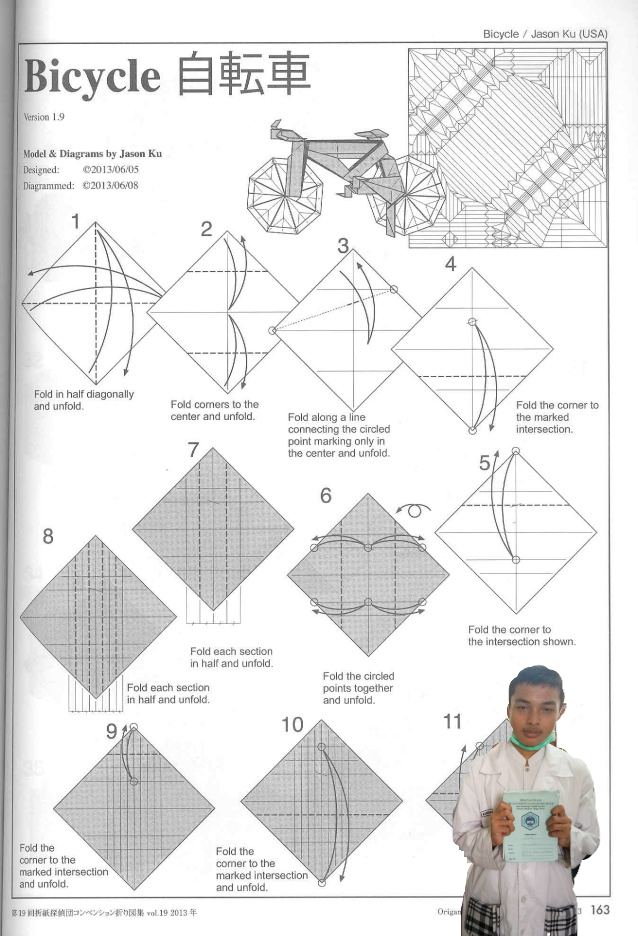 Bicycle / Jason Ku (USA)
Bicycle 自転車
Version 1.9
Model & Diagrams by Jason Ku
Designed: ©2013/06/05
Diagrammed: ©2013/06/08
1
Fold in half diagonally
and unfold.
2
Fold corners to the
center and unfold.
3
Fold along a line
connecting the circled
point marking only in
the center and unfold.
4
Fold the corner to
the marked
intersection.
5
Fold the corner to
the intersection shown.
6
Fold the circled
points together
and unfold.
7
Fold each section
in half and unfold.
8
Fold each section
in half and unfold.
9
Fold the
corner to the
marked intersection
and unfold.
10
Fold the
corner to the
marked intersection
and unfold.
11
第19回折紙探偵団コンベンション折り図集 vol.19 2013 年
3 163